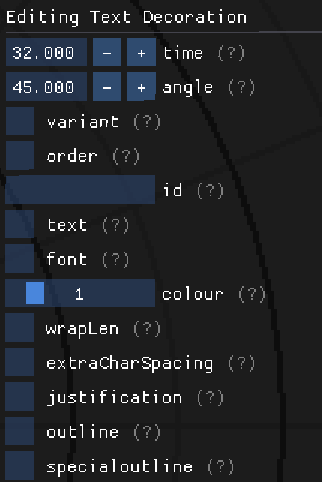 Editing Text Decoration
32.000 - + time (?)
45.000 - + angle (?)
variant (?)
order (?)
id (?)
text (?)
font (?)
1 colour (?)
wrapLen (?)
extraCharSpacing (?)
justification (?)
outline (?)
specialoutline (?)